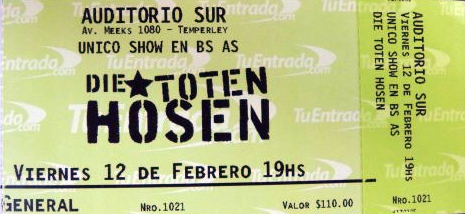 AUDITORIO SUR
AV. MEEKS 1080 - TEMPERLEY
UNICO SHOW EN BS AS
DIE★TOTEN
HOSEN
VIERNES 12 DE FEBRERO 19HS
GENERAL NRO.1021 VALOR $110.00
AUDITORIO SUR
VIERNES 12 DE FEBRERO 19HS
UNICO SHOW EN BS AS
DIE TOTEN HOSEN
NRO.1021
TuEntrada.com